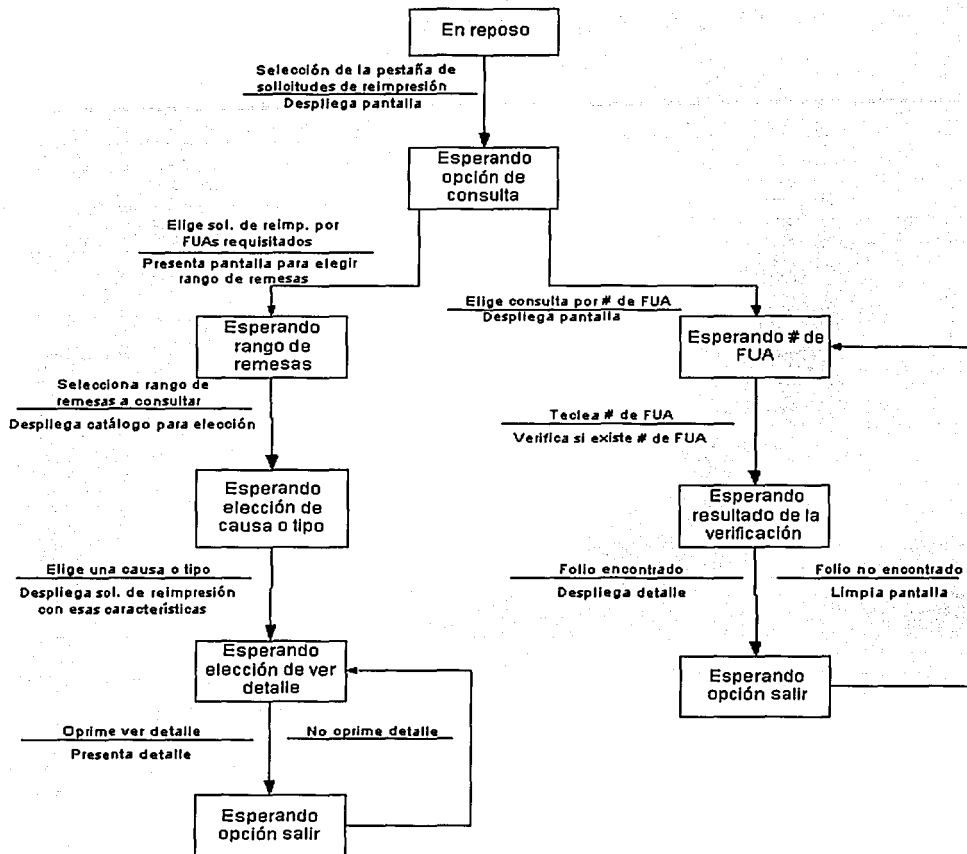 En reposo
Selección de la pestaña de
solicitudes de reimpresión
Despliega pantalla
Esperando
opción de
consulta
Elige sol. de reimp. por
FUAs requisitados
Presenta pantalla para elegir
rango de remesas
Elige consulta por # de FUA
Despliega pantalla
Esperando
rango de
remesas
Esperando # de
FUA
Selecciona rango de
remesas a consultar
Despliega catálogo para elección
Teclea # de FUA
Verifica si existe # de FUA
Esperando
elección de
causa o tipo
Esperando
resultado de la
verificación
Elige una causa o tipo
Despliega sol. de reimpresión
con esas características
Folio encontrado
Despliega detalle
Folio no encontrado
Limpia pantalla
Esperando
elección de ver
detalle
Esperando
opción salir
Oprime ver detalle
Presenta detalle
No oprime detalle
Esperando
opción salir